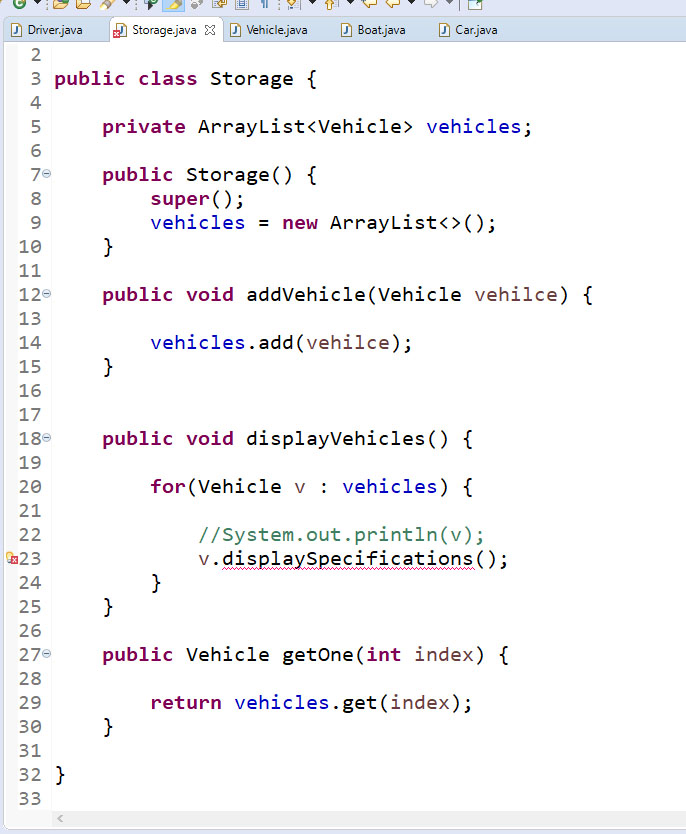 Driver.java Storage.java Vehicle.java Boat.java Car.java
2
3 public class Storage {
4
5 private ArrayList<Vehicle> vehicles;
6
7 public Storage() {
8 super();
9 vehicles = new ArrayList<>();
10 }
11
12 public void addVehicle(Vehicle vehilce) {
13
14 vehicles.add(vehilce);
15 }
16
17
18 public void displayVehicles() {
19
20 for(Vehicle v : vehicles) {
21
22 //System.out.println(v);
23 v.displaySpecifications();
24 }
25 }
26
27 public Vehicle getOne(int index) {
28
29 return vehicles.get(index);
30 }
31
32 }
33